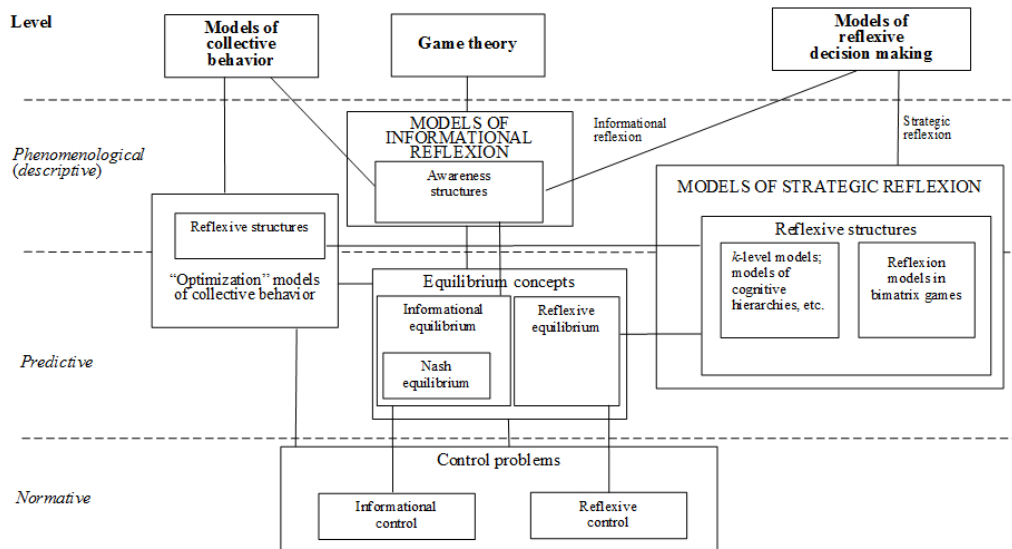 Level
Models of
collective
behavior
Game theory
Models of
reflexive
decision making
MODELS OF
INFORMATIONAL
REFLEXION
Informational
reflexion
Strategic
reflexion
Phenomenological
(descriptive)
Awareness
structures
MODELS OF STRATEGIC REFLEXION
Reflexive structures
“Optimization” models
of collective behavior
Reflexive structures
k-level models;
models of
cognitive
hierarchies, etc.
Reflexion
models in
bimatrix games
Equilibrium concepts
Informational
equilibrium
Reflexive
equilibrium
Nash
equilibrium
Predictive
Control problems
Normative
Informational
control
Reflexive
control